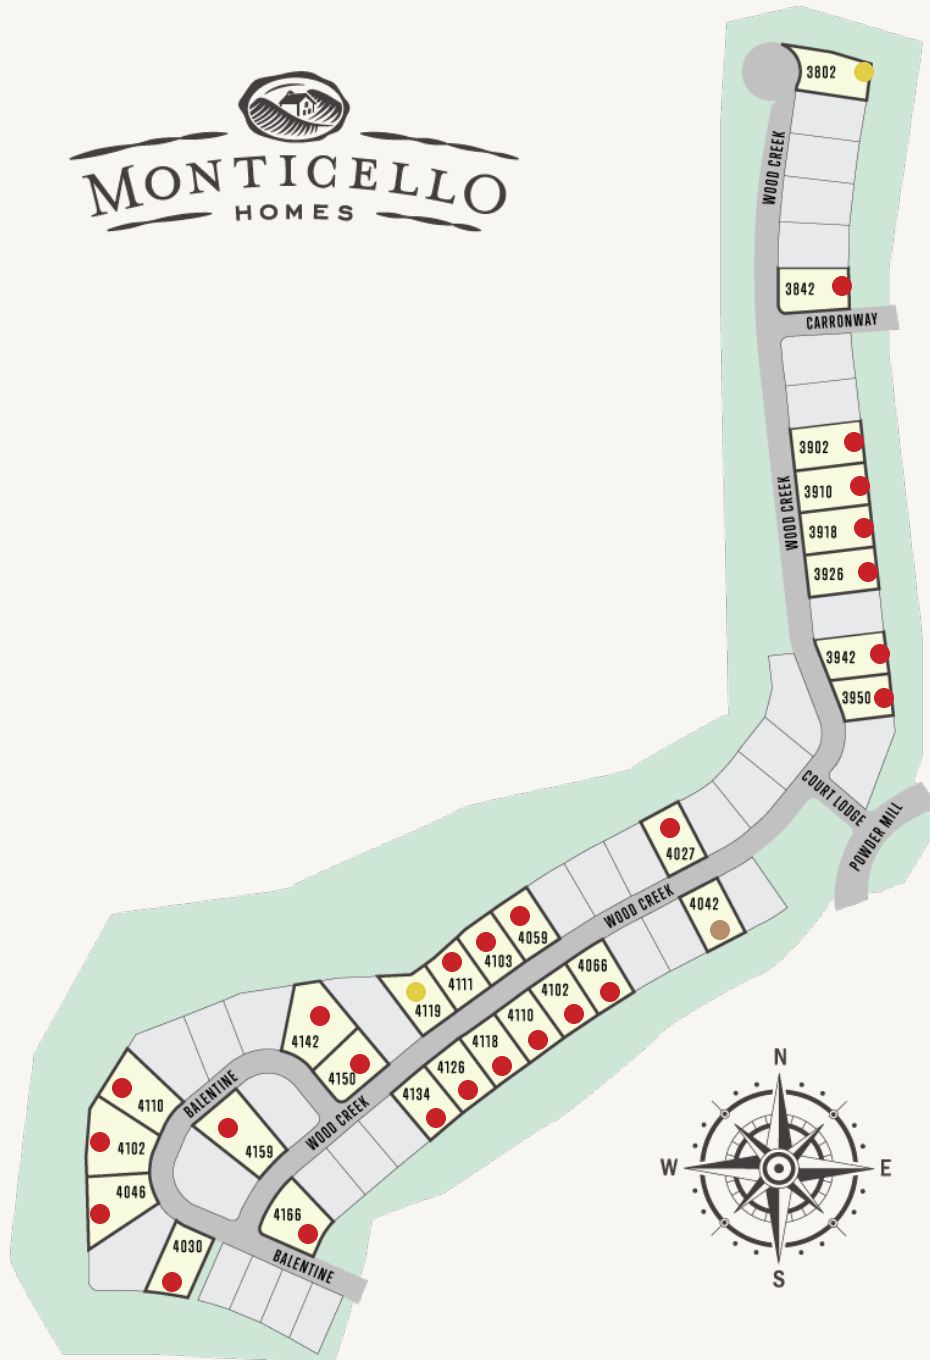 MONTICELLO
HOMES
3802
WOOD CREEK
3842
CARRONWAY
3902
3910
WOOD CREEK
3918
3926
3942
3950
COURT LODGE
POWDER MILL
4027
4042
WOOD CREEK
4059
4103
4111
4119
4066
4102
4110
4118
4126
4134
4142
4150
WOOD CREEK
BALENTINE
4110
4102
4159
4046
4166
4030
BALENTINE
N
W
E
S